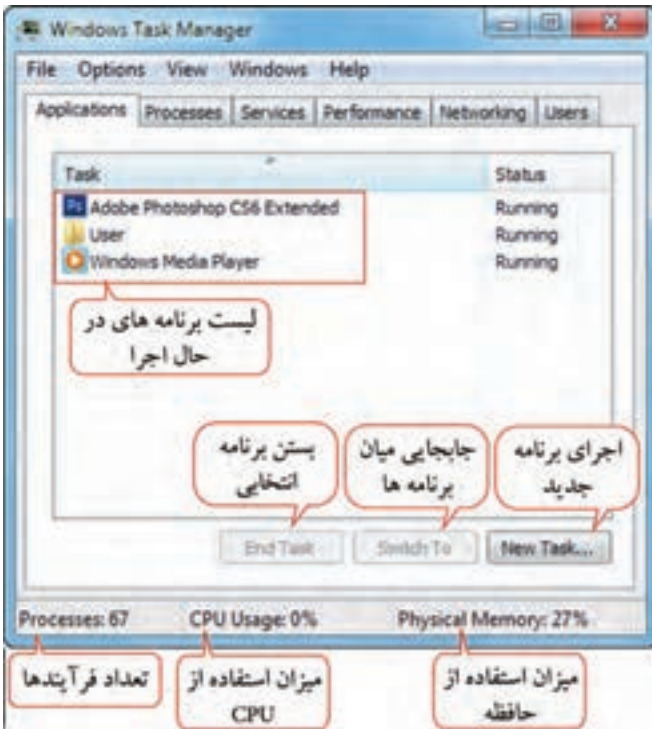 Windows Task Manager
File Options View Windows Help
Applications Processes Services Performance Networking Users
Task Status
Adobe Photoshop CS6 Extended Running
User Running
Windows Media Player Running
لیست برنامه های در
حال اجرا
اجرای برنامه
جدید
جابجایی میان
برنامه ها
بستن برنامه
انتخابی
End Task Switch To New Task...
Processes: 67 CPU Usage: 0% Physical Memory: 27%
تعداد فرآیندها
میزان استفاده از
CPU
میزان استفاده از
حافظه